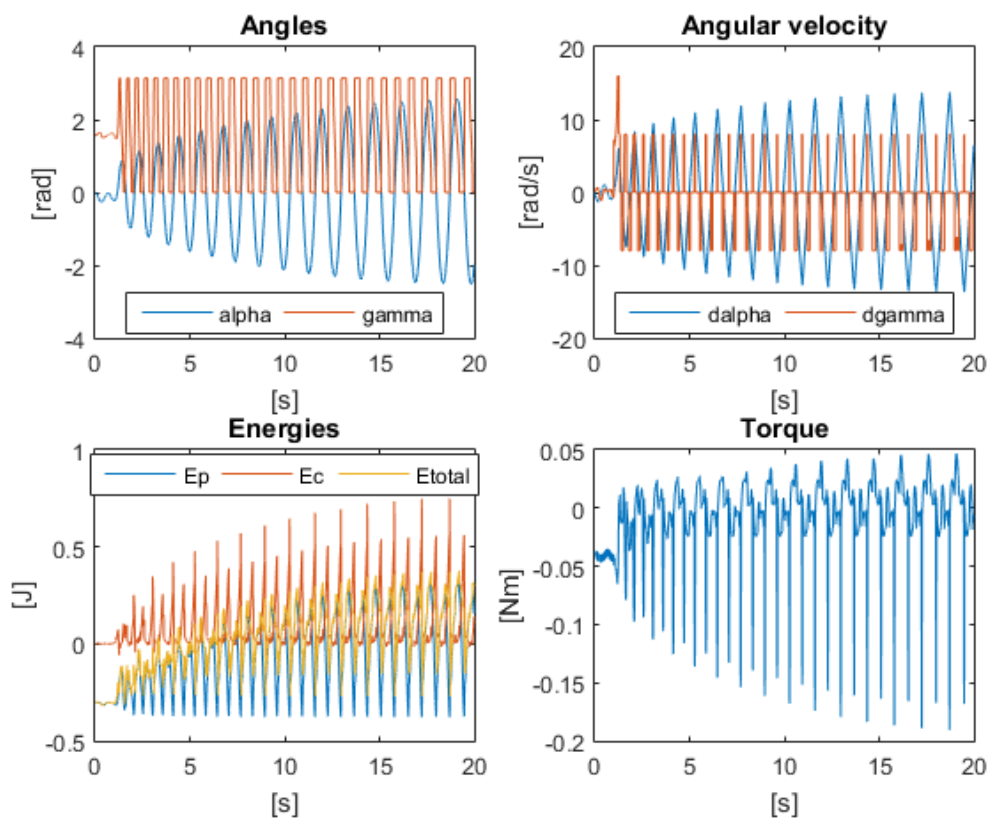 Angles
4
2
0
-2
-4
[rad]
alpha gamma
0 5 10 15 20
[s]
Angular velocity
20
10
0
-10
-20
[rad/s]
dalpha dgamma
0 5 10 15 20
[s]
Energies
1
0.5
0
-0.5
[J]
Ep Ec Etotal
0 5 10 15 20
[s]
Torque
0.05
0
-0.05
-0.1
-0.15
-0.2
[Nm]
0 5 10 15 20
[s]